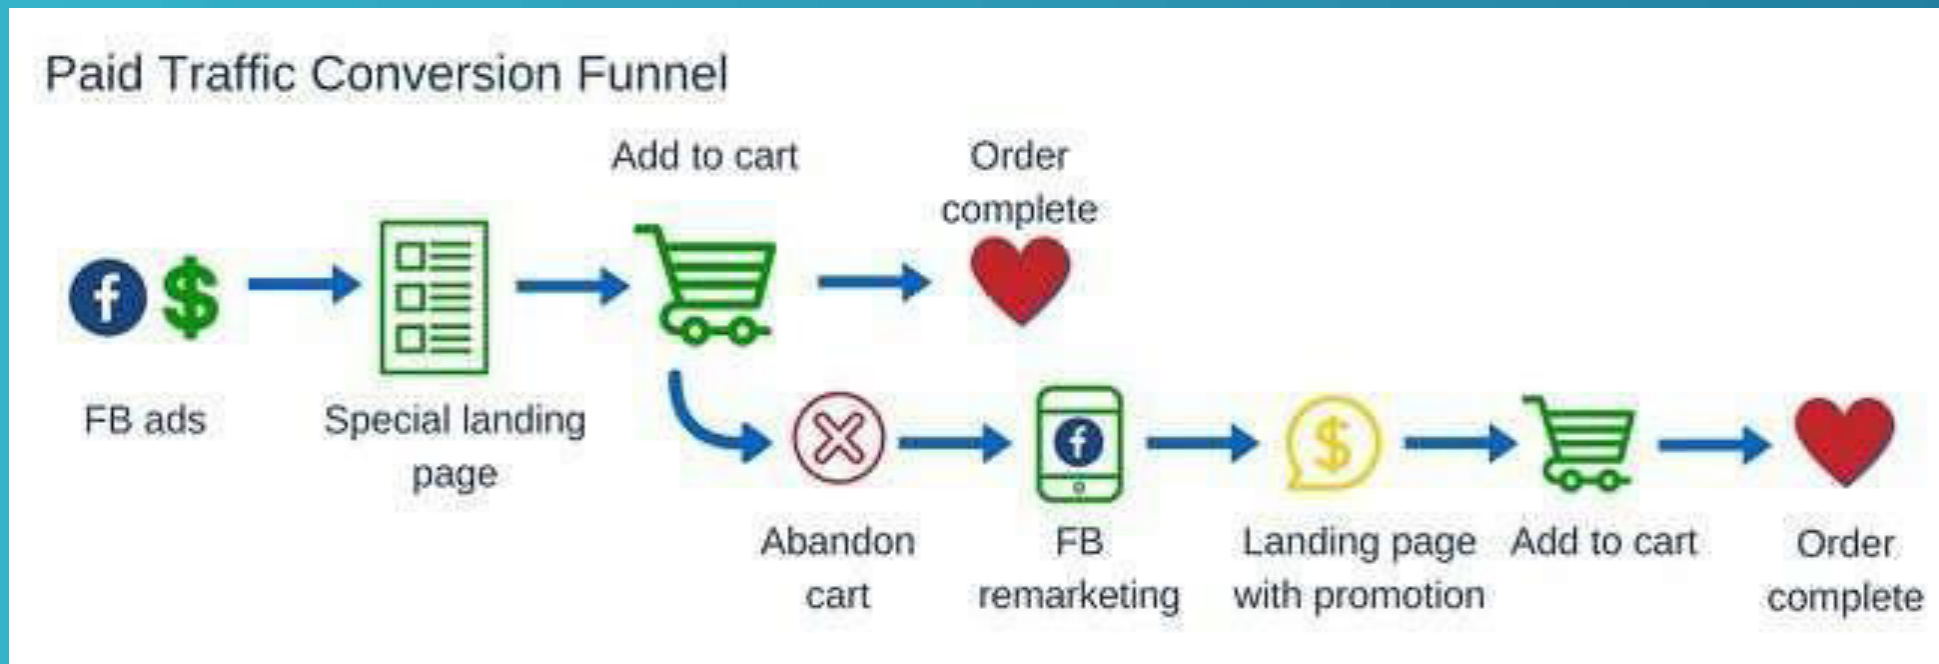 Paid Traffic Conversion Funnel
Add to cart
Order
complete
f $
FB ads
Special landing
page
f
$
Abandon
cart
FB
remarketing
Landing page
with promotion
Add to cart
Order
complete